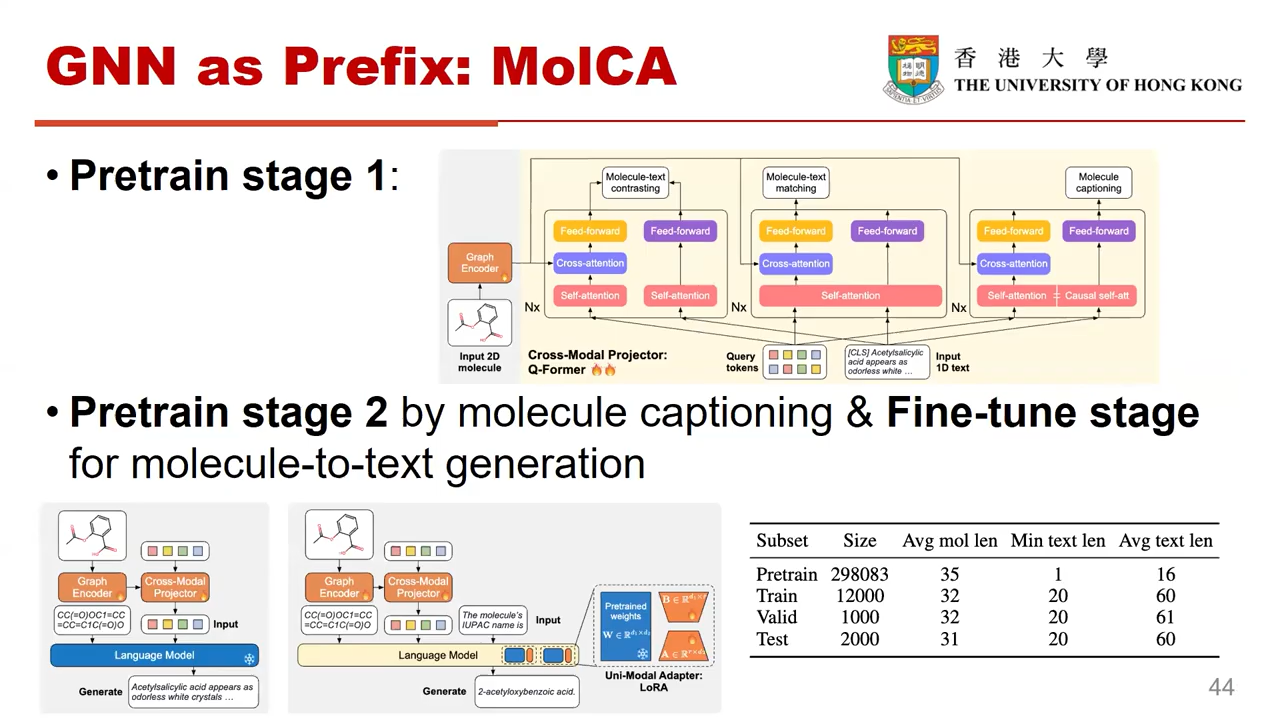 GNN as Prefix: MolCA
香港大學
THE UNIVERSITY OF HONG KONG
• Pretrain stage 1:
Molecule-text contrasting
Molecule-text matching
Molecule captioning
Feed-forward
Feed-forward
Feed-forward
Feed-forward
Feed-forward
Feed-forward
Graph Encoder
Cross-attention
Cross-attention
Cross-attention
Self-attention
Self-attention
Self-attention
Self-attention
=
Causal self-att
Nx
Nx
Nx
Input 2D molecule
Cross-Modal Projector: Q-Former
Query tokens
[CLS] Acetylsalicylic
acid appears as
odorless white ...
Input 1D text
• Pretrain stage 2 by molecule captioning & Fine-tune stage
for molecule-to-text generation
Graph Encoder
Cross-Modal Projector
CC(=O)OC1=CC
=CC=C1C(=O)O
Input
Language Model
Generate
Acetylsalicylic acid appears as
odorless white crystals ...
Graph Encoder
Cross-Modal Projector
CC(=O)OC1=CC
=CC=C1C(=O)O
The molecule's
IUPAC name is
Input
Language Model
Generate
2-acetyloxybenzoic acid.
Pretrained weights
Uni-Modal Adapter:
LoRA
Subset Size Avg mol len Min text len Avg text len
Pretrain 298083 35 1 16
Train 12000 32 20 60
Valid 1000 32 20 61
Test 2000 31 20 60
44